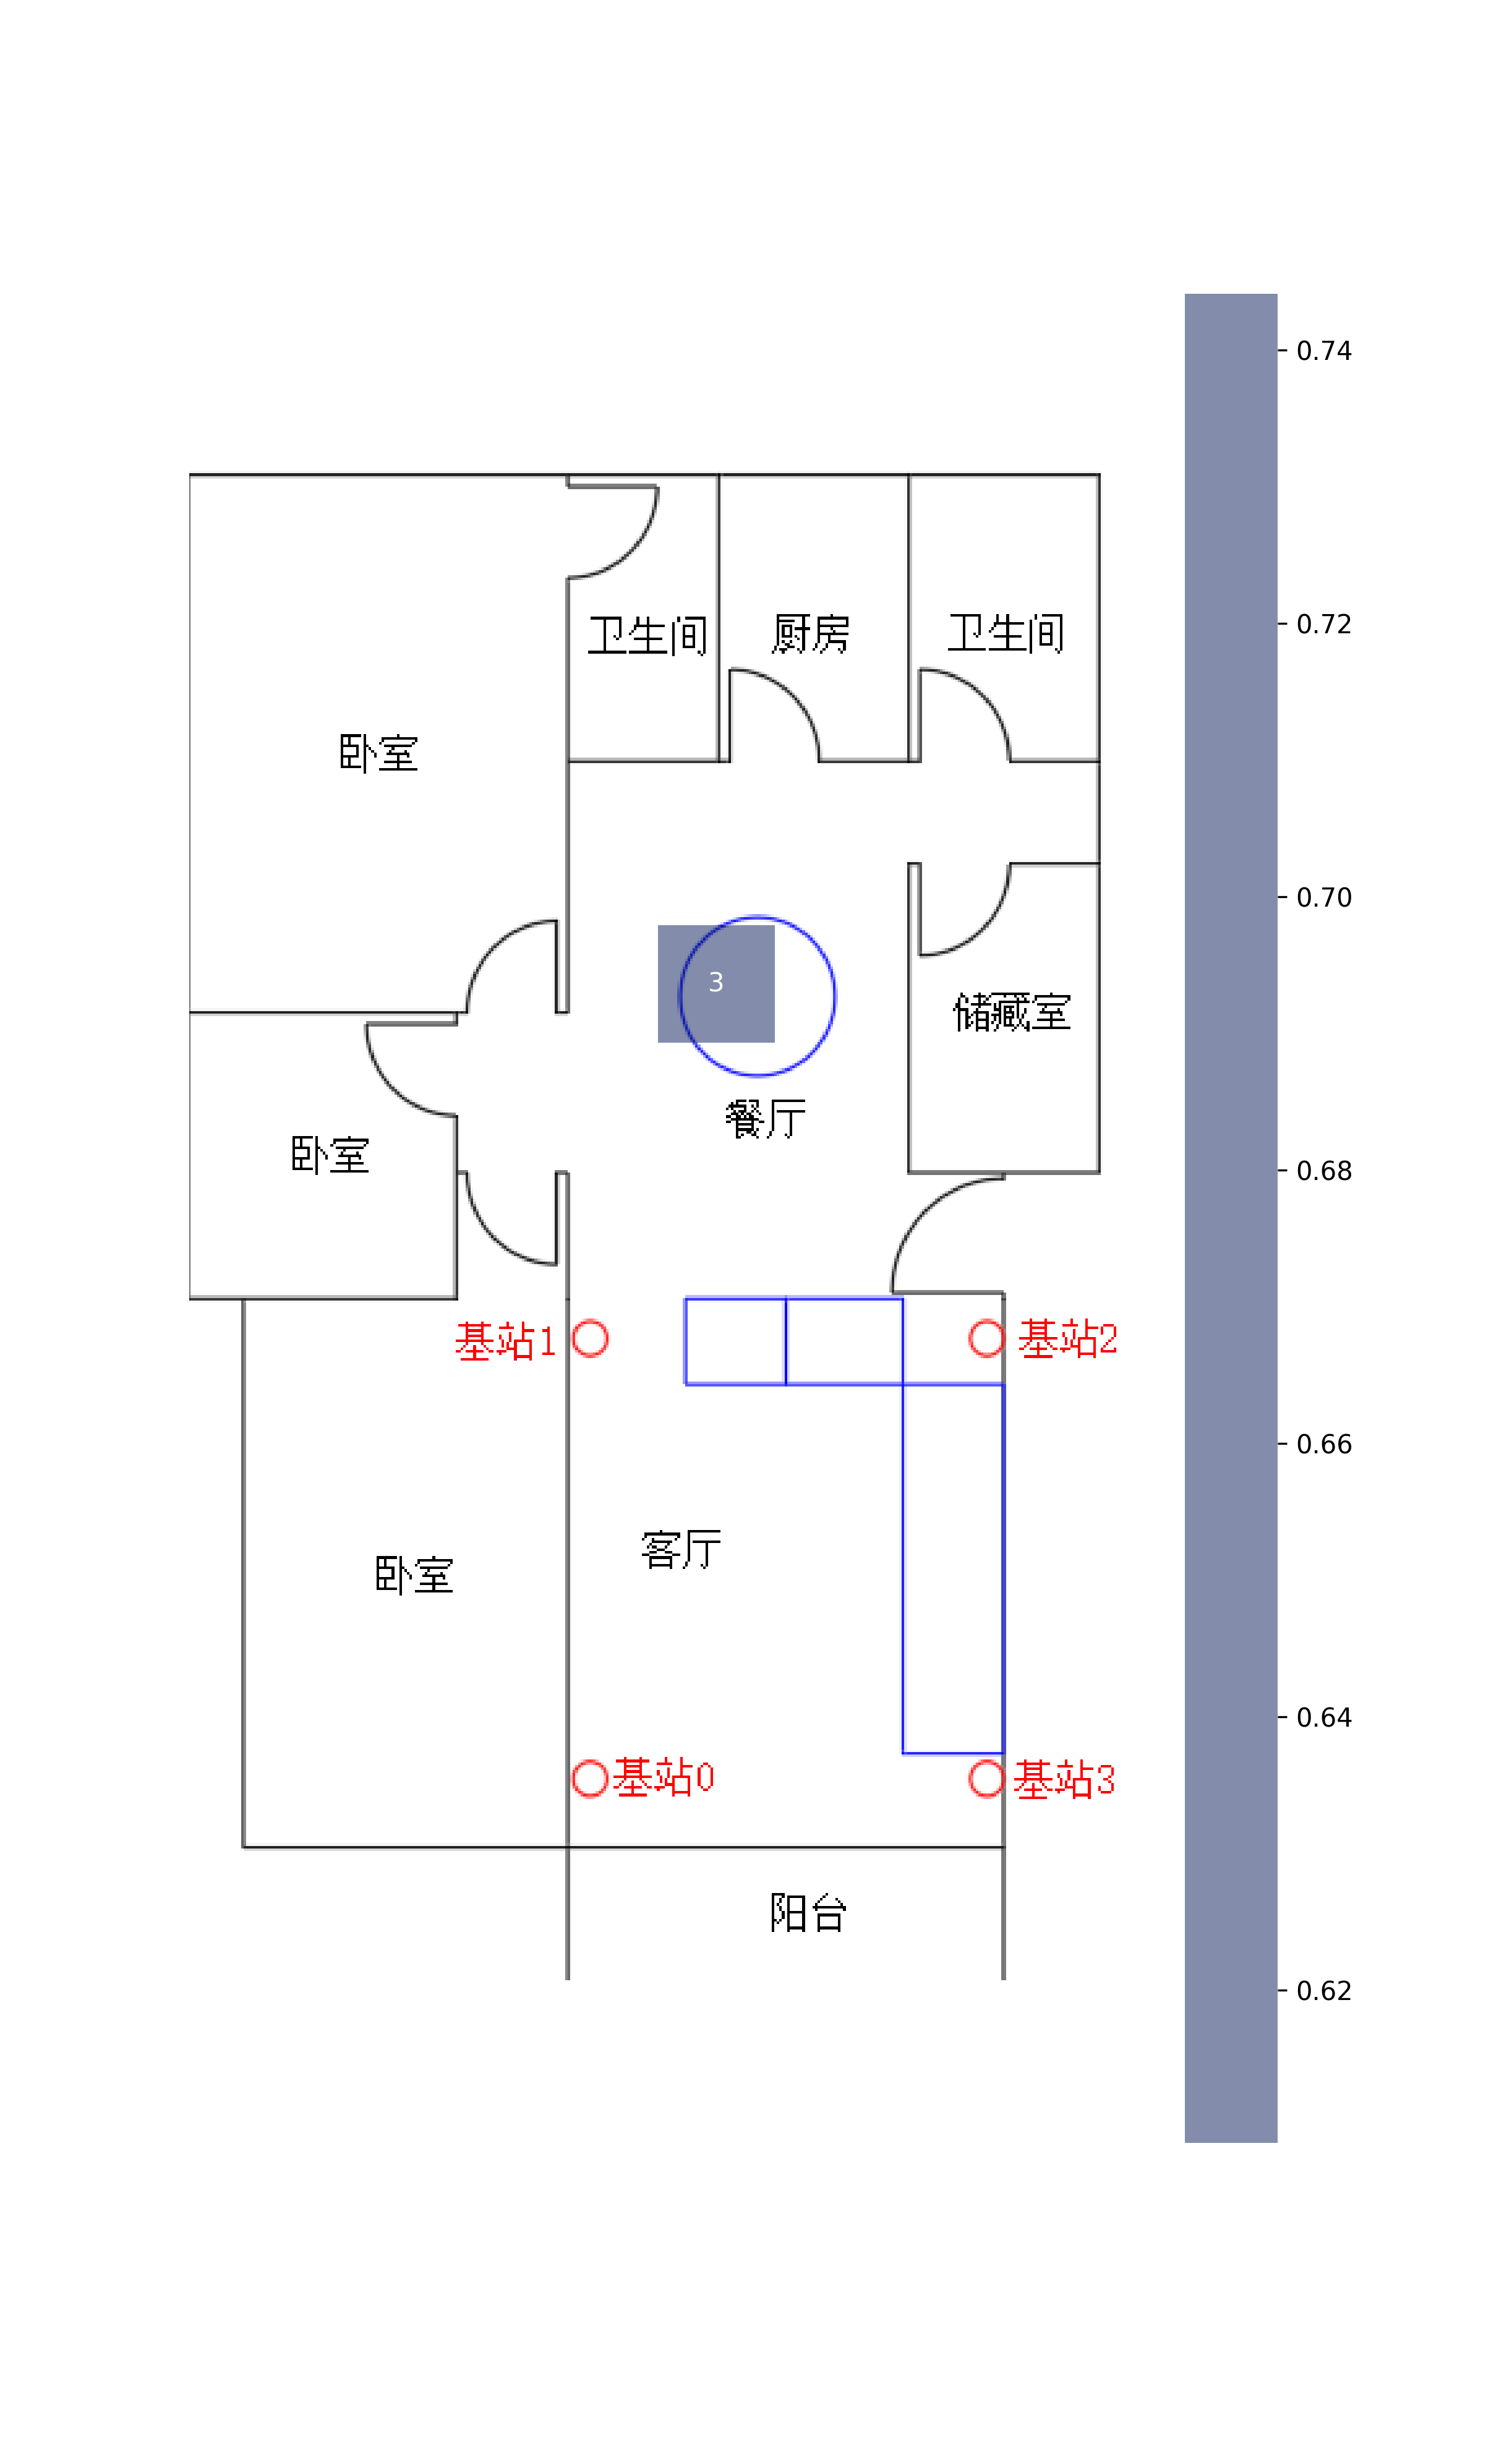 0.74
卫生间
厨房
卫生间
0.72
卧室
0.70
3
储藏室
餐厅
卧室
0.68
基站1
基站2
0.66
客厅
卧室
0.64
基站0
基站3
阳台
0.62